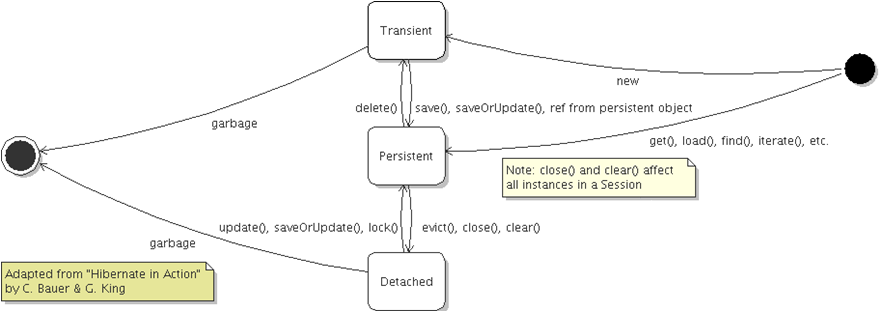 Transient
new
delete()
save(), saveOrUpdate(), ref from persistent object
garbage
get(), load(), find(), iterate(), etc.
Persistent
Note: close() and clear() affect
all instances in a Session
update(), saveOrUpdate(), lock()
evict(), close(), clear()
garbage
Adapted from "Hibernate in Action"
by C. Bauer & G. King
Detached